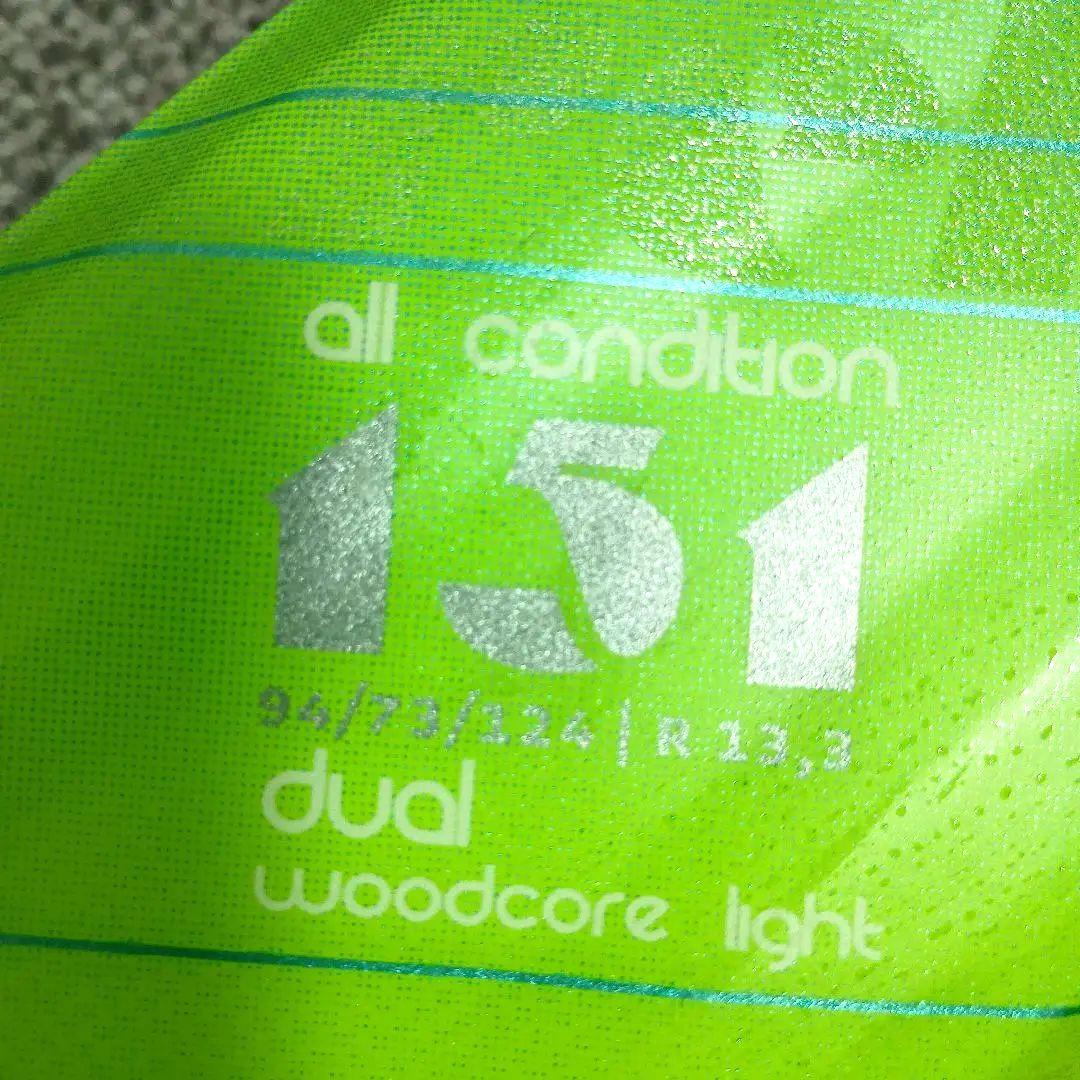 all condition
151
94/73/124 | R 13,3
dual
woodcore light